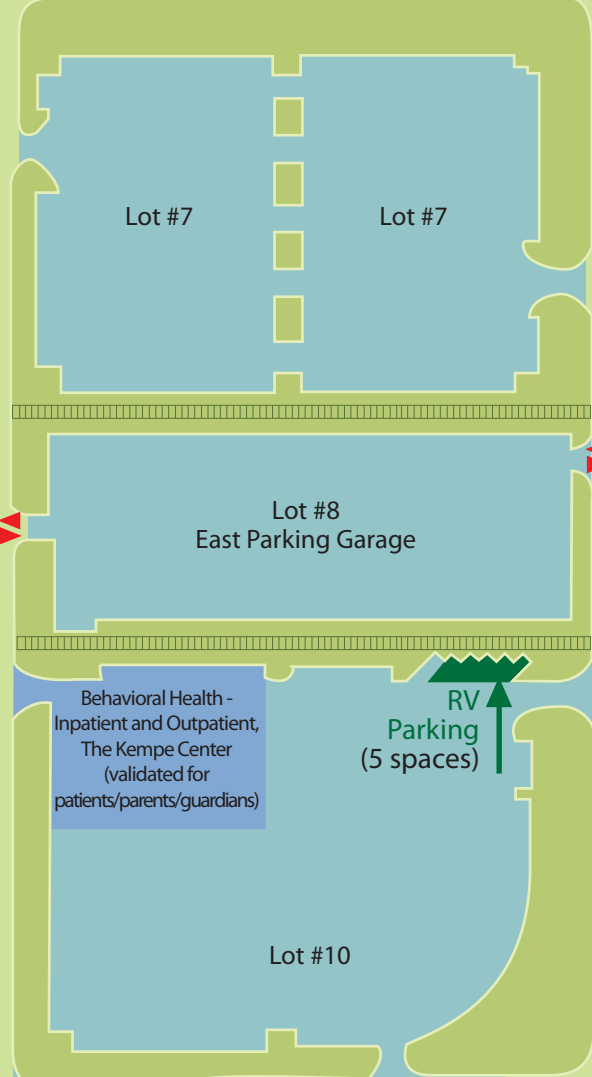 Lot #7
Lot #7
Lot #8
East Parking Garage
Behavioral Health -
Inpatient and Outpatient,
The Kempe Center
(validated for
patients/parents/guardians)
RV
Parking
(5 spaces)
Lot #10